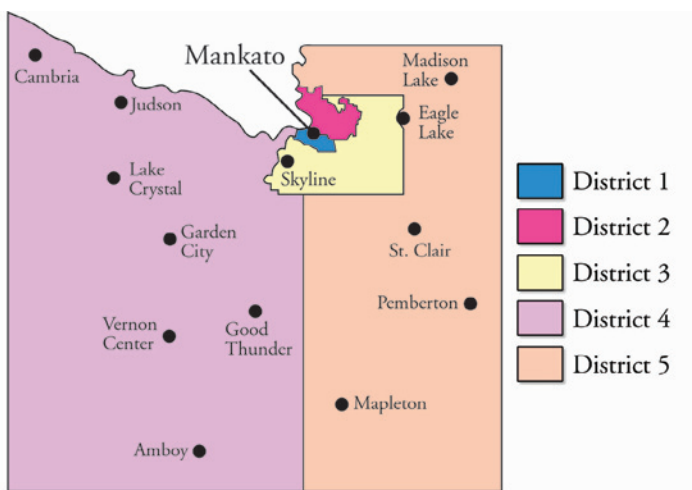 Mankato
Cambria
Judson
Madison
Lake
Eagle
Lake
Lake
Crystal
Skyline
Garden
City
St. Clair
Vernon
Center
Good
Thunder
Pemberton
Mapleton
Amboy
District 1
District 2
District 3
District 4
District 5